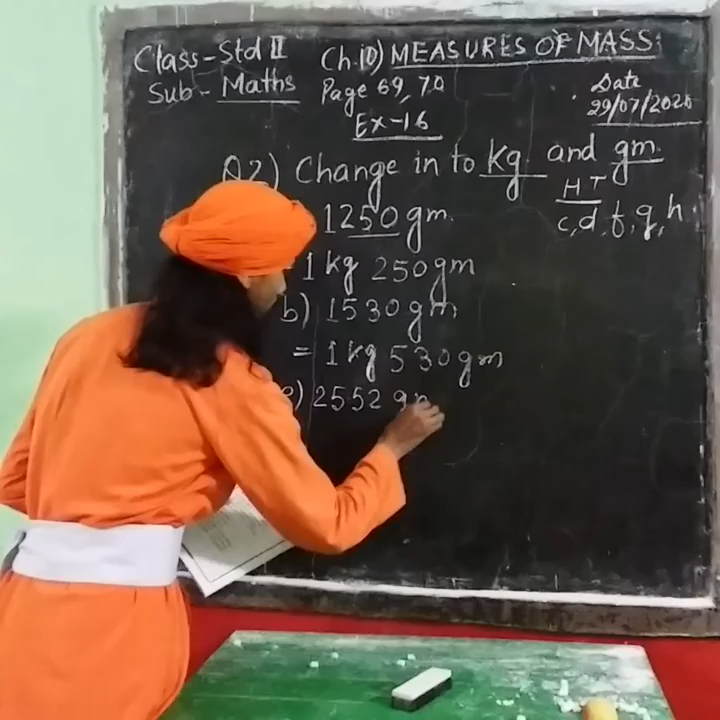 Class-Std II Ch.10) MEASURES OF MASS
Sub - Maths Page 69, 70
Date
29/07/2020
Ex-16
Q2) Change in to Kg and gm.
H T
c, d, f, g, h
1250 gm.
1 kg 250 gm
b) 1530 gm
= 1 kg 530 gm
e) 2552 g